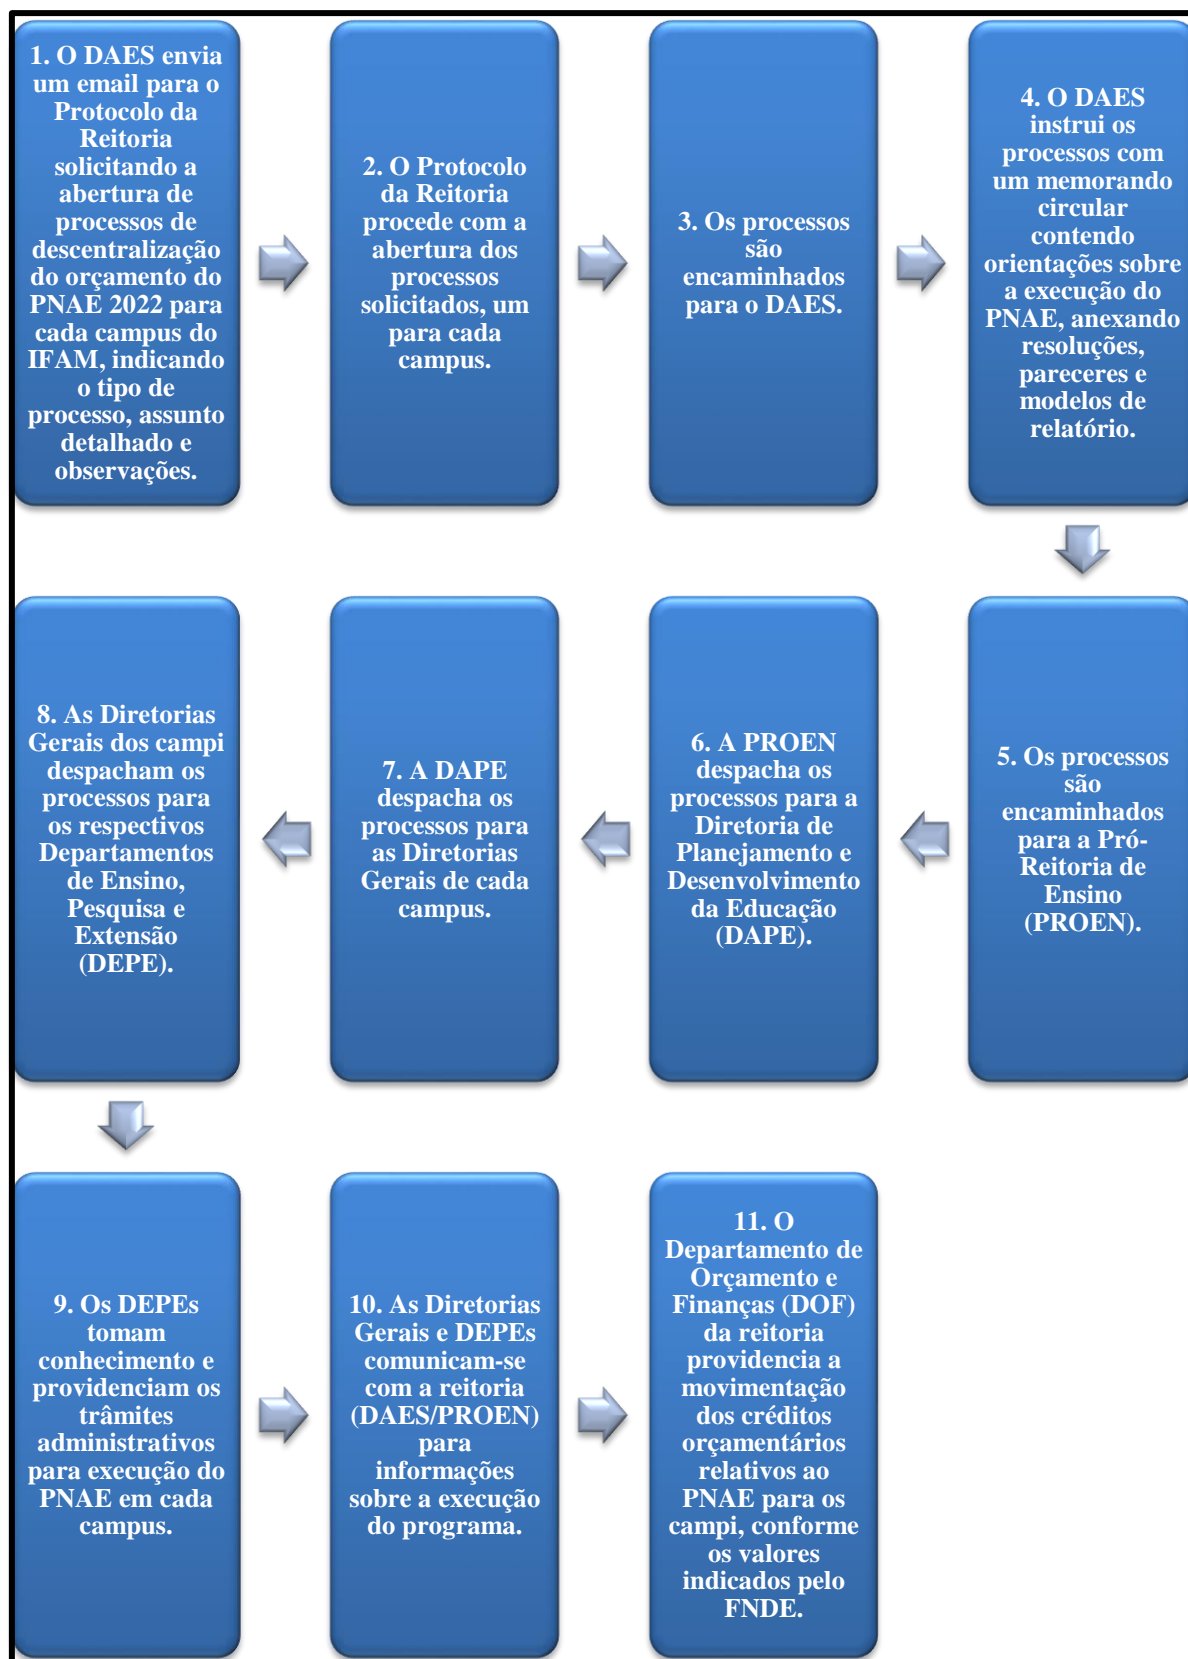 1. O DAES envia
um email para o
Protocolo da
Reitoria
solicitando a
abertura de
processos de
descentralização
do orçamento do
PNAE 2022 para
cada campus do
IFAM, indicando
o tipo de
processo, assunto
detalhado e
observações.
2. O Protocolo
da Reitoria
procede com a
abertura dos
processos
solicitados, um
para cada
campus.
3. Os processos
são
encaminhados
para o DAES.
4. O DAES
instrui os
processos com
um memorando
circular
contendo
orientações sobre
a execução do
PNAE, anexando
resoluções,
pareceres e
modelos de
relatório.
5. Os processos
são
encaminhados
para a Pró-
Reitoria de
Ensino
(PROEN).
6. A PROEN
despacha os
processos para a
Diretoria de
Planejamento e
Desenvolvimento
da Educação
(DAPE).
7. A DAPE
despacha os
processos para
as Diretorias
Gerais de cada
campus.
8. As Diretorias
Gerais dos campi
despacham os
processos para
os respectivos
Departamentos
de Ensino,
Pesquisa e
Extensão
(DEPE).
9. Os DEPEs
tomam
conhecimento e
providenciam os
trâmites
administrativos
para execução do
PNAE em cada
campus.
10. As Diretorias
Gerais e DEPEs
comunicam-se
com a reitoria
(DAES/PROEN)
para
informações
sobre a execução
do programa.
11. O
Departamento de
Orçamento e
Finanças (DOF)
da reitoria
providencia a
movimentação
dos créditos
orçamentários
relativos ao
PNAE para os
campi, conforme
os valores
indicados pelo
FNDE.